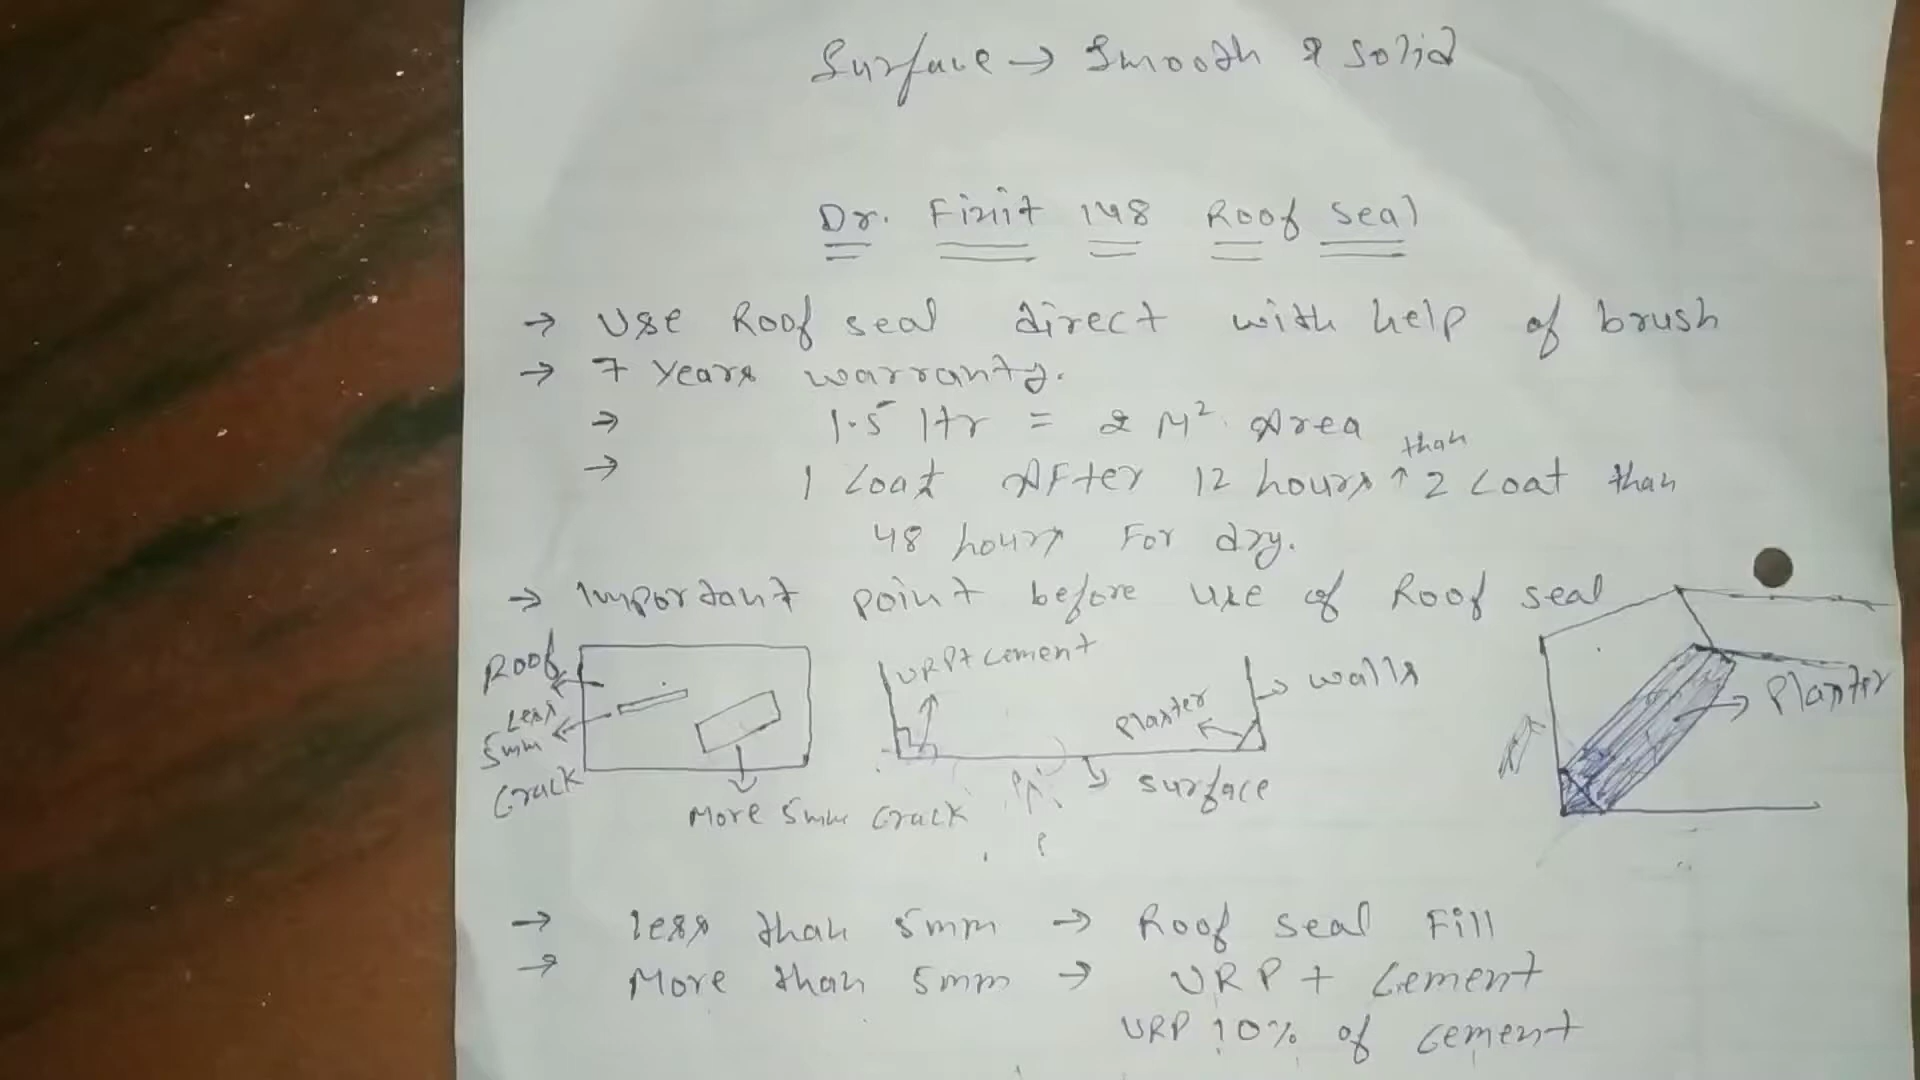 Surface → Smooth & Solid
Dr. Fixit 148 Roof Seal
→ Use Roof seal direct with help of brush
→ 7 Years warranty.
→ 1.5 ltr = 2 M² Area
→ 1 Coat After 12 hours ↑ than 2 Coat than
48 hours For dry.
→ Important point before use of Roof seal
Roof
Less
5mm
Crack
More 5mm Crack
URP+ Cement
Plaster
walls
surface
Plaster
→ less than 5mm → Roof seal Fill
→ More than 5mm → URP + Cement
URP 10% of cement